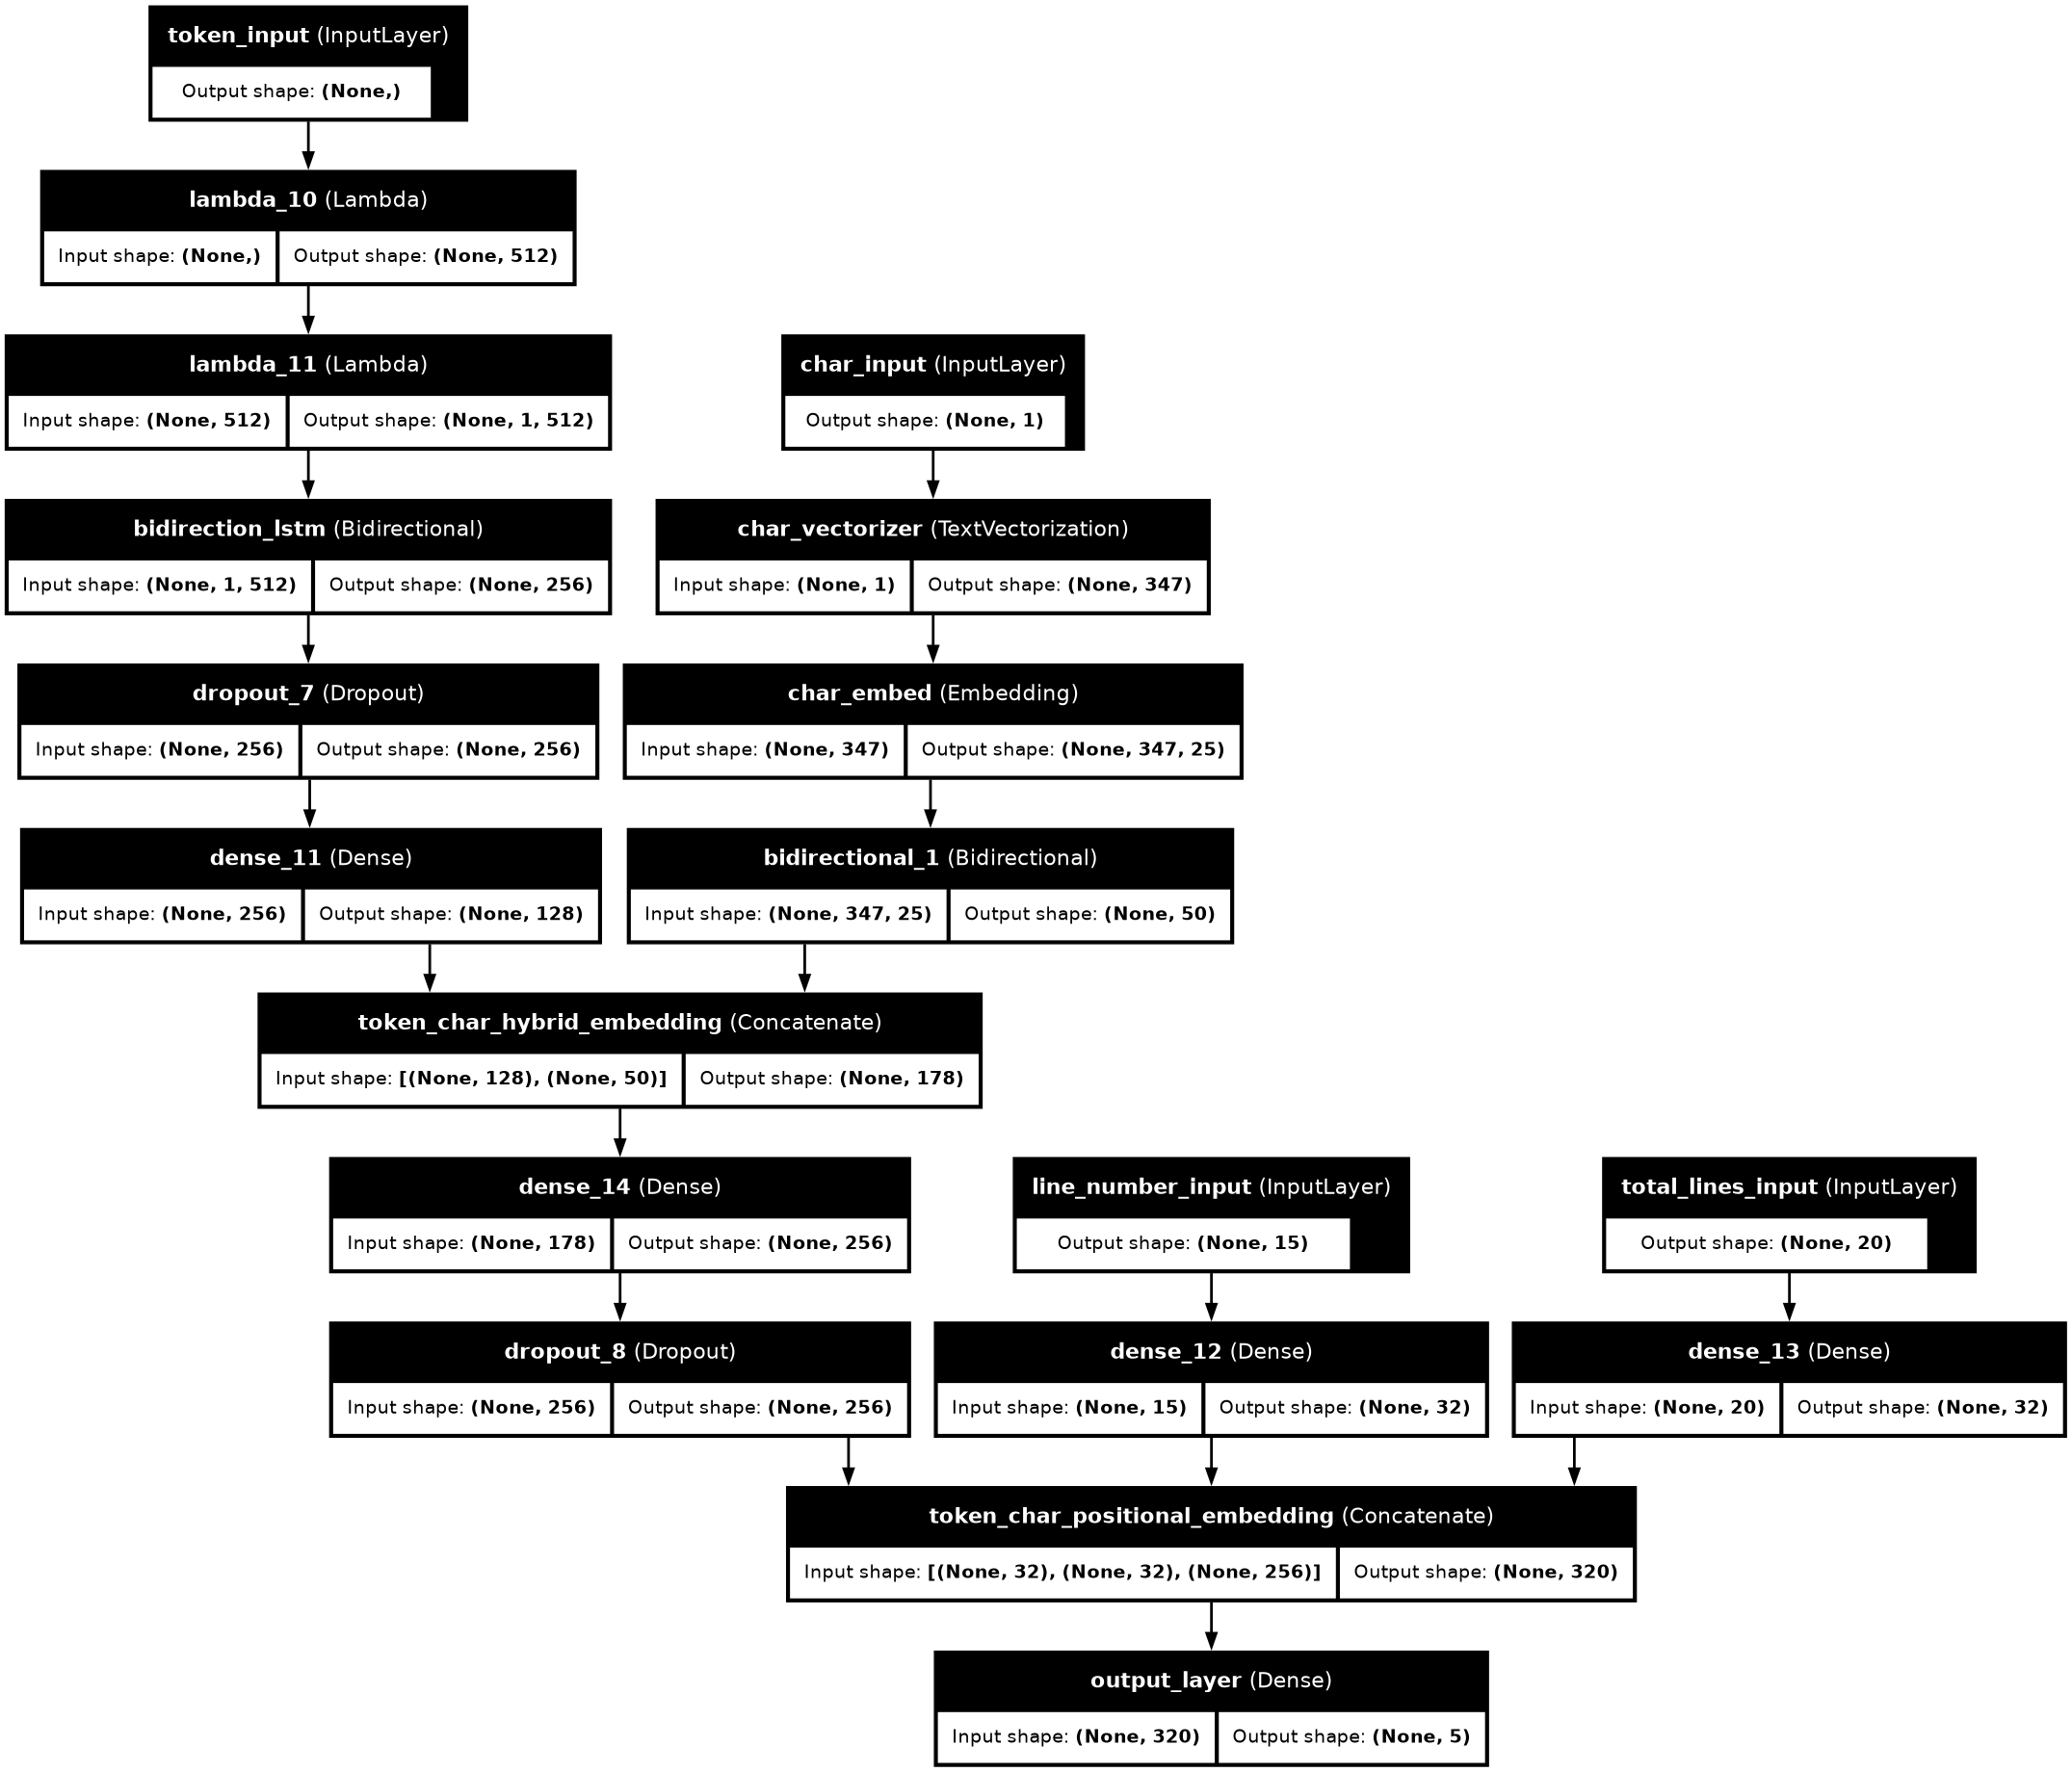 token_input (InputLayer)
Output shape: (None,)
lambda_10 (Lambda)
Input shape: (None,)
Output shape: (None, 512)
lambda_11 (Lambda)
Input shape: (None, 512)
Output shape: (None, 1, 512)
char_input (InputLayer)
Output shape: (None, 1)
bidirection_lstm (Bidirectional)
Input shape: (None, 1, 512)
Output shape: (None, 256)
char_vectorizer (TextVectorization)
Input shape: (None, 1)
Output shape: (None, 347)
dropout_7 (Dropout)
Input shape: (None, 256)
Output shape: (None, 256)
char_embed (Embedding)
Input shape: (None, 347)
Output shape: (None, 347, 25)
dense_11 (Dense)
Input shape: (None, 256)
Output shape: (None, 128)
bidirectional_1 (Bidirectional)
Input shape: (None, 347, 25)
Output shape: (None, 50)
token_char_hybrid_embedding (Concatenate)
Input shape: [(None, 128), (None, 50)]
Output shape: (None, 178)
dense_14 (Dense)
Input shape: (None, 178)
Output shape: (None, 256)
line_number_input (InputLayer)
Output shape: (None, 15)
total_lines_input (InputLayer)
Output shape: (None, 20)
dropout_8 (Dropout)
Input shape: (None, 256)
Output shape: (None, 256)
dense_12 (Dense)
Input shape: (None, 15)
Output shape: (None, 32)
dense_13 (Dense)
Input shape: (None, 20)
Output shape: (None, 32)
token_char_positional_embedding (Concatenate)
Input shape: [(None, 32), (None, 32), (None, 256)]
Output shape: (None, 320)
output_layer (Dense)
Input shape: (None, 320)
Output shape: (None, 5)